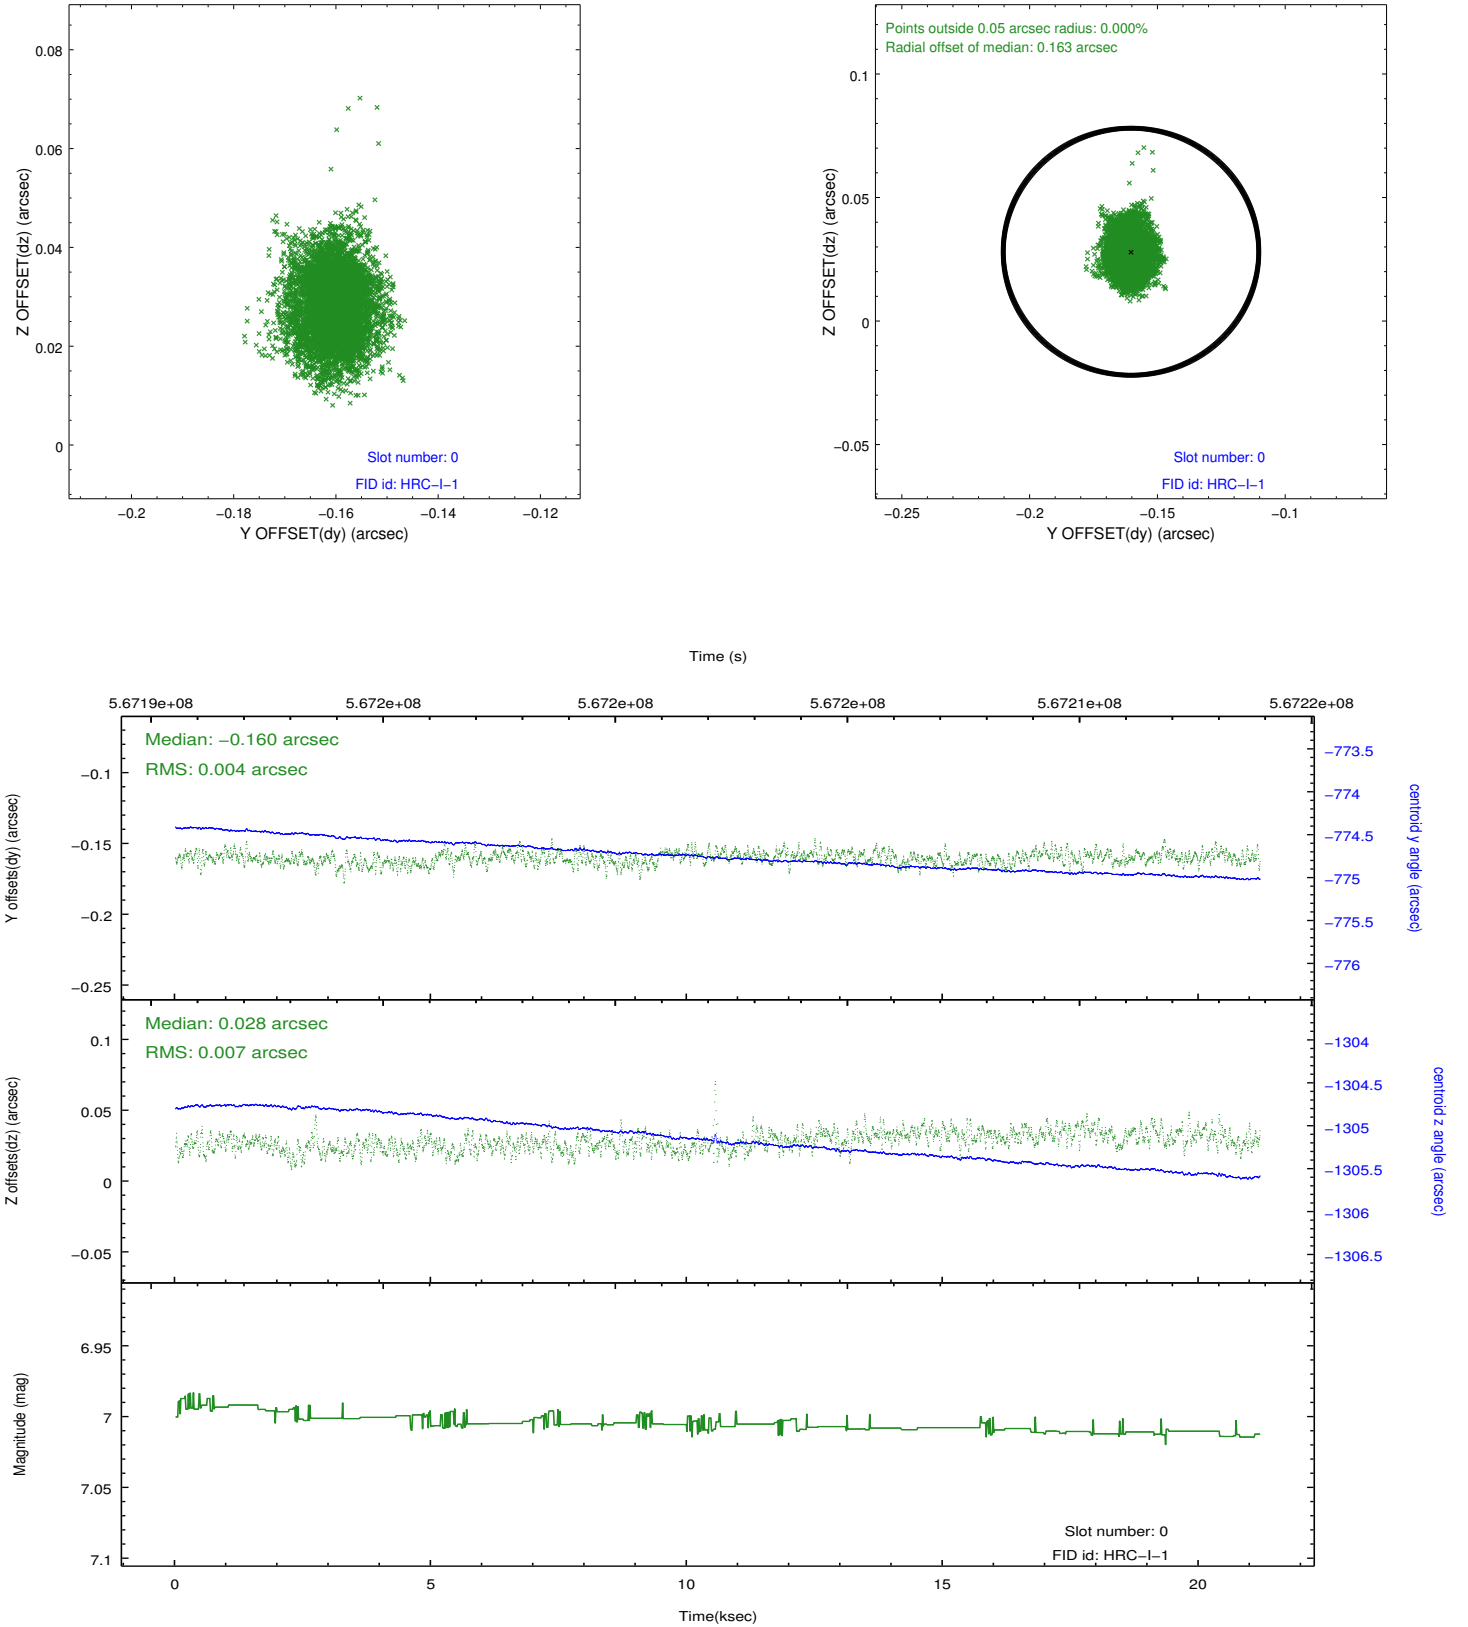 0.08
0.06
0.04
0.02
0
Z OFFSET(dz) (arcsec)
Slot number: 0
FID id: HRC−I−1
−0.2
−0.18
−0.16
−0.14
−0.12
Y OFFSET(dy) (arcsec)
Points outside 0.05 arcsec radius: 0.000%
Radial offset of median: 0.163 arcsec
0.1
0.05
0
−0.05
Z OFFSET(dz) (arcsec)
Slot number: 0
FID id: HRC−I−1
−0.25
−0.2
−0.15
−0.1
Y OFFSET(dy) (arcsec)
Time (s)
5.6719e+08
5.672e+08
5.672e+08
5.672e+08
5.6721e+08
5.6722e+08
Median: −0.160 arcsec
RMS: 0.004 arcsec
−0.1
−0.15
−0.2
−0.25
Y offsets(dy) (arcsec)
−773.5
−774
−774.5
−775
−775.5
−776
centroid y angle (arcsec)
Median: 0.028 arcsec
RMS: 0.007 arcsec
0.1
0.05
0
−0.05
Z offsets(dz) (arcsec)
−1304
−1304.5
−1305
−1305.5
−1306
−1306.5
centroid z angle (arcsec)
6.95
7
7.05
7.1
Magnitude (mag)
Slot number: 0
FID id: HRC−I−1
0
5
10
15
20
Time(ksec)